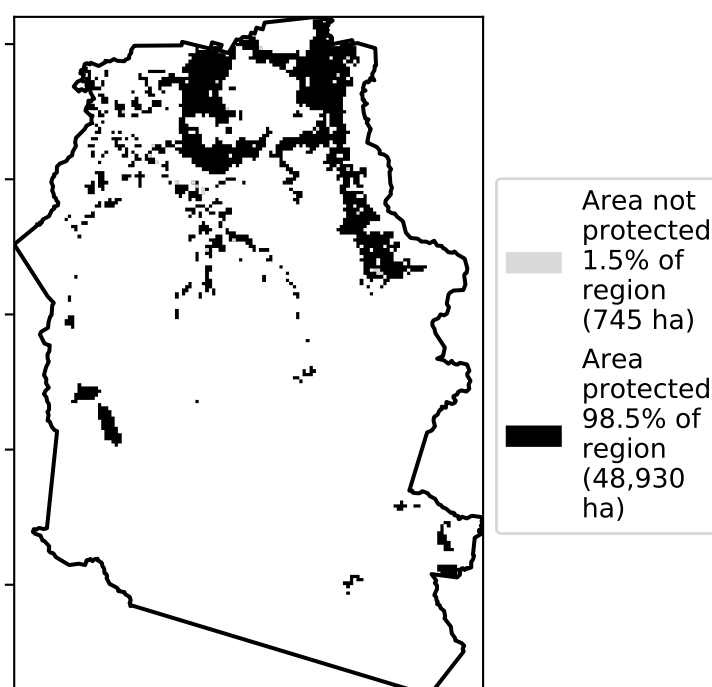 Area not
protected
1.5% of
region
(745 ha)
Area
protected
98.5% of
region
(48,930
ha)